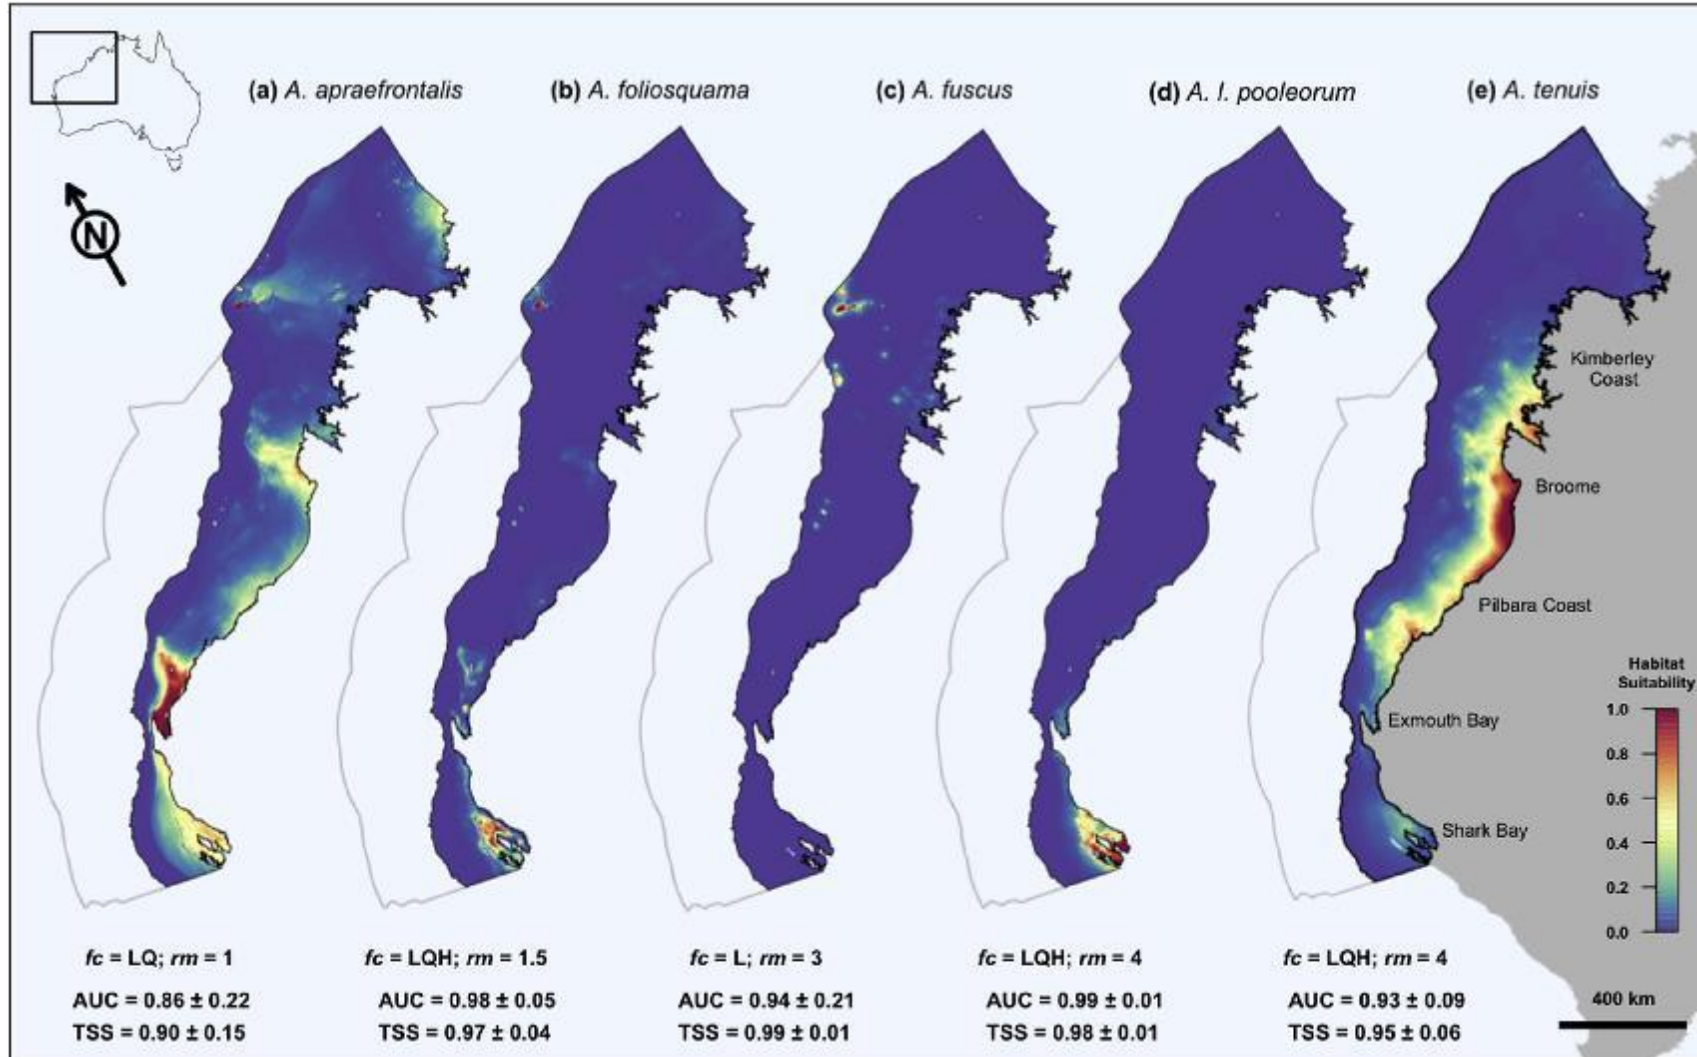 (a) A. apraefrontalis
(b) A. foliosquama
(c) A. fuscus
(d) A. l. pooleorum
(e) A. tenuis
N
Kimberley
Coast
Broome
Pilbara Coast
Exmouth Bay
Shark Bay
Habitat
Suitability
1.0
0.8
0.6
0.4
0.2
0.0
fc = LQ; rm = 1
AUC = 0.86 ± 0.22
TSS = 0.90 ± 0.15
fc = LQH; rm = 1.5
AUC = 0.98 ± 0.05
TSS = 0.97 ± 0.04
fc = L; rm = 3
AUC = 0.94 ± 0.21
TSS = 0.99 ± 0.01
fc = LQH; rm = 4
AUC = 0.99 ± 0.01
TSS = 0.98 ± 0.01
fc = LQH; rm = 4
AUC = 0.93 ± 0.09
TSS = 0.95 ± 0.06
400 km